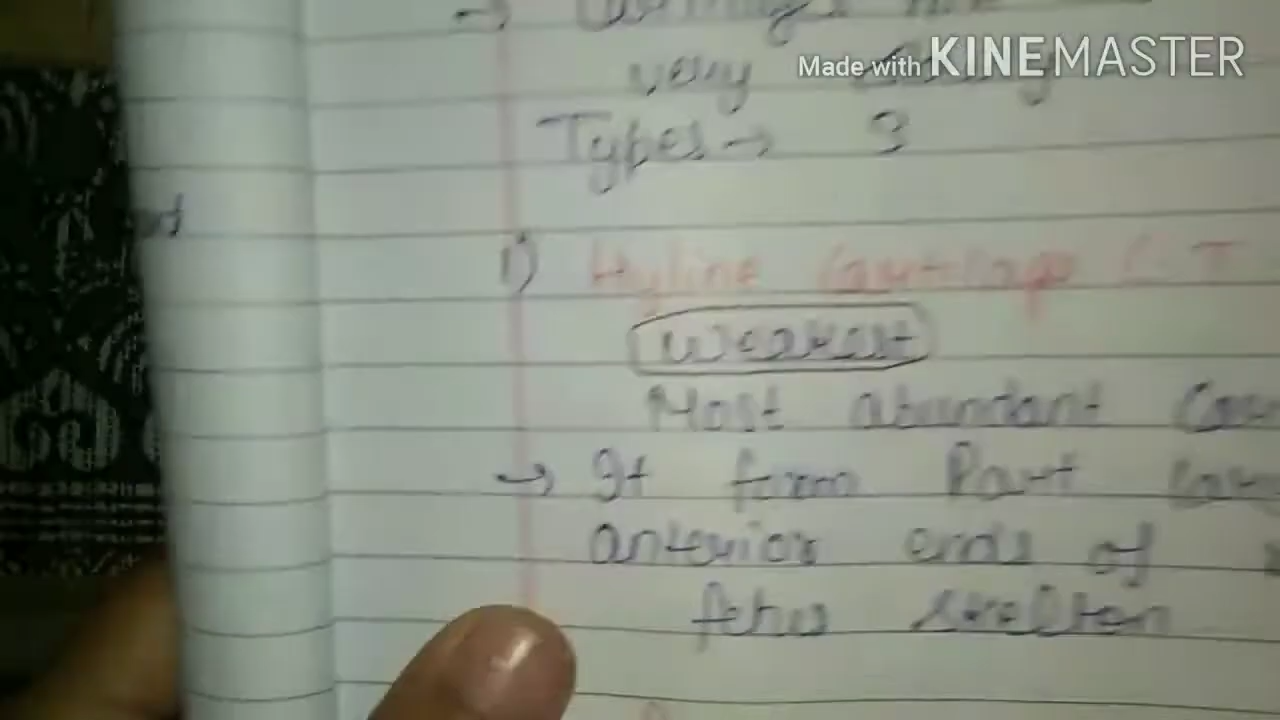 Made with KINEMASTER
very
Types → 3
1) Hyline Cartilage C T
Weakest
Most abundant
→ It form Part
anterior ends of
fetus skelton